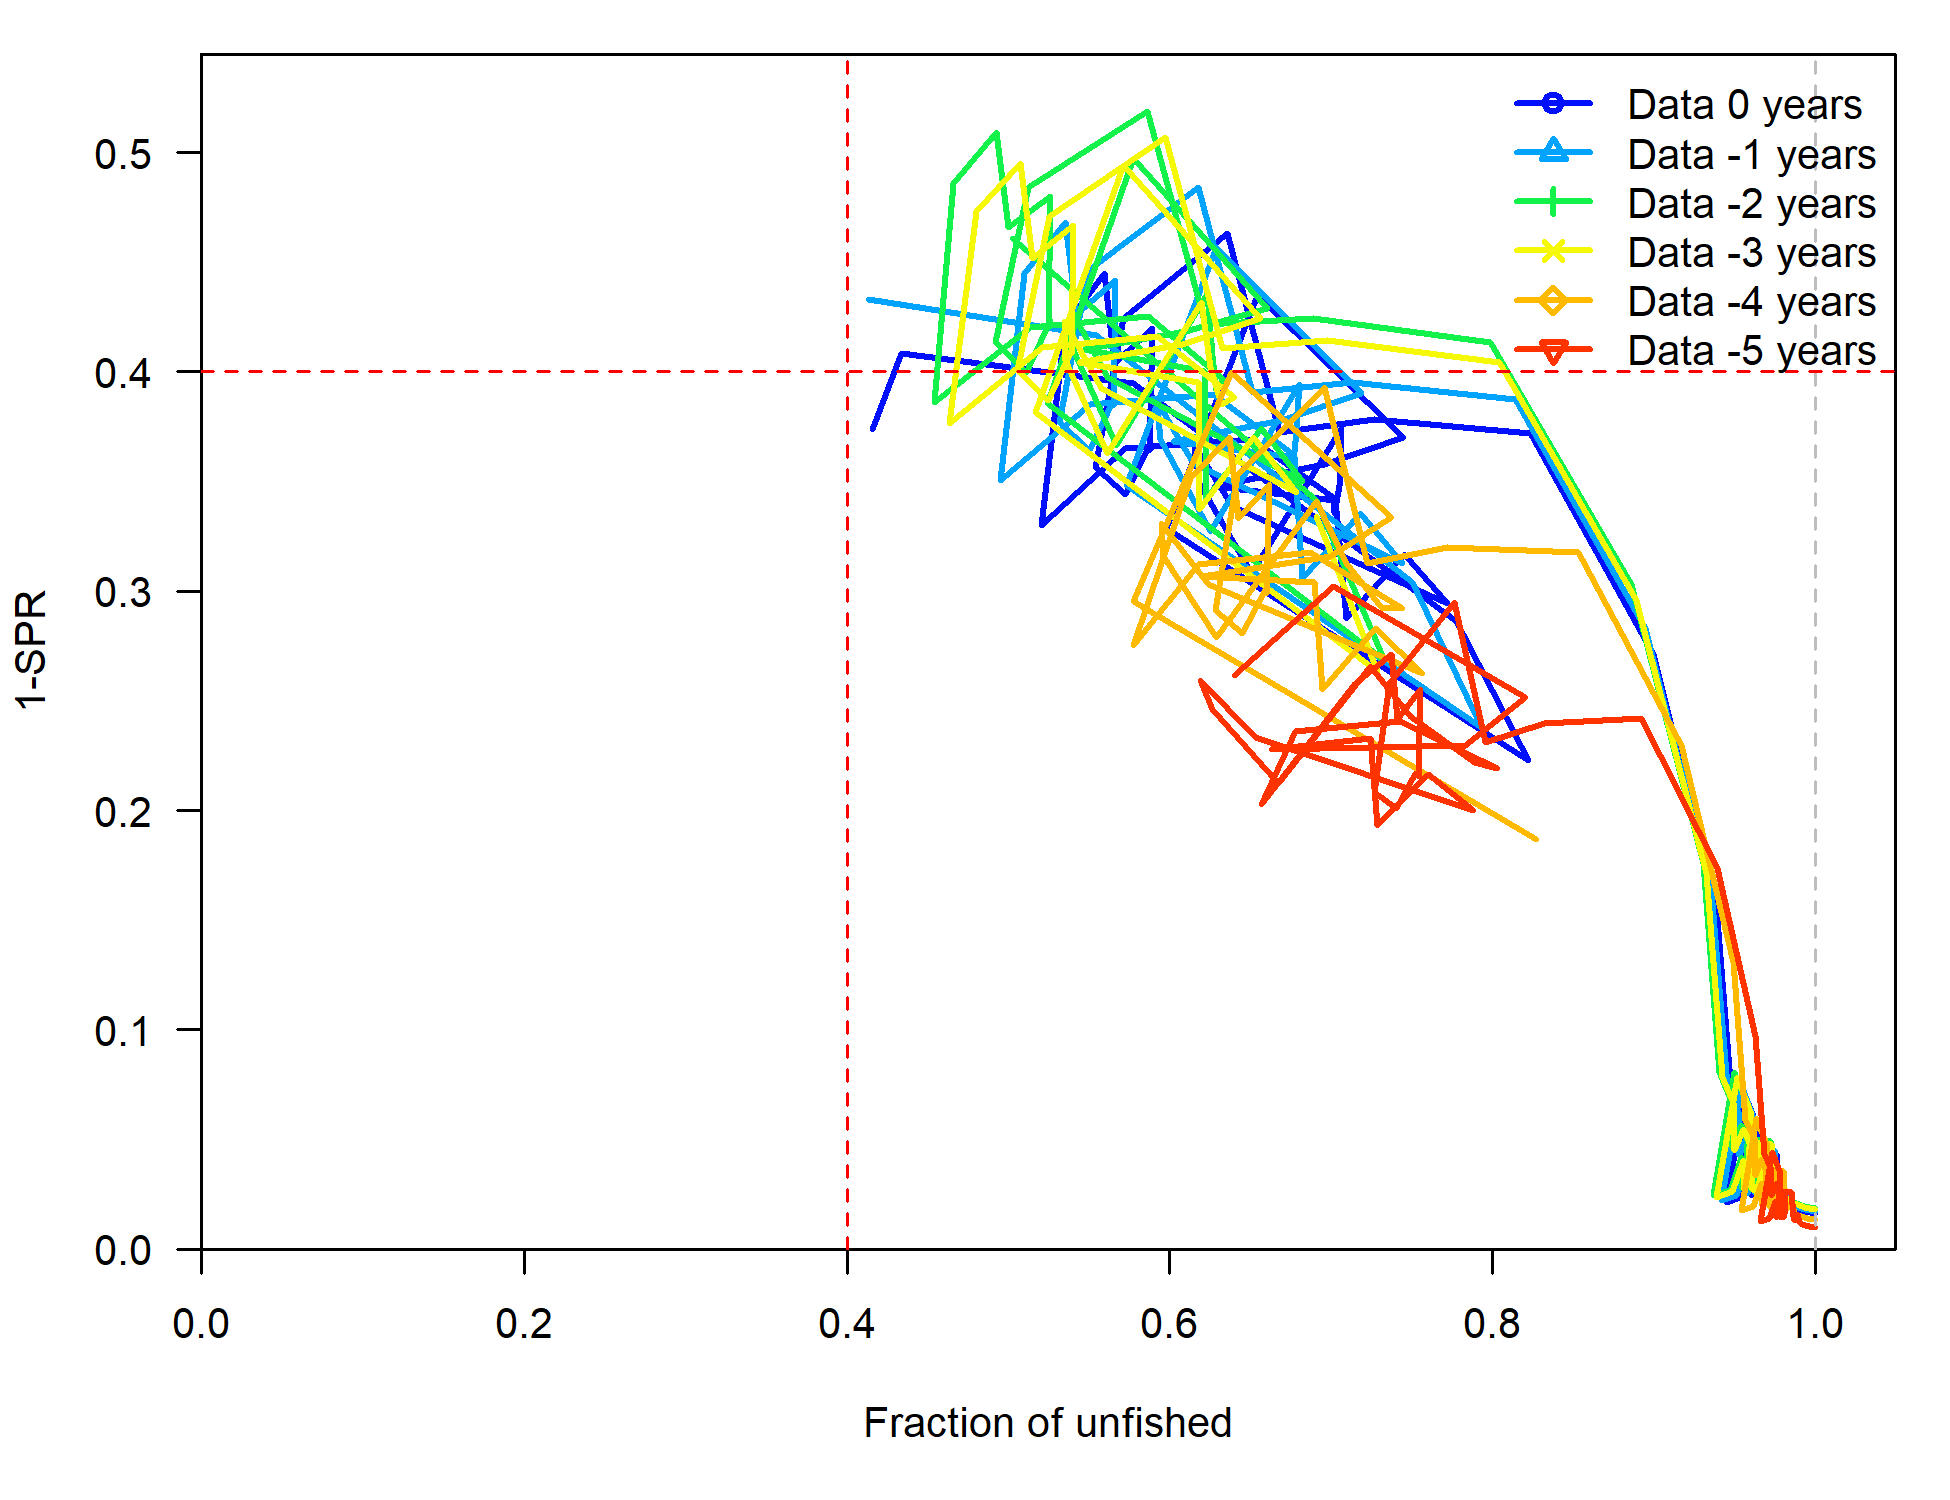 Data 0 years
Data -1 years
Data -2 years
Data -3 years
Data -4 years
Data -5 years
0.5
0.4
0.3
0.2
0.1
0.0
1-SPR
0.0 0.2 0.4 0.6 0.8 1.0
Fraction of unfished